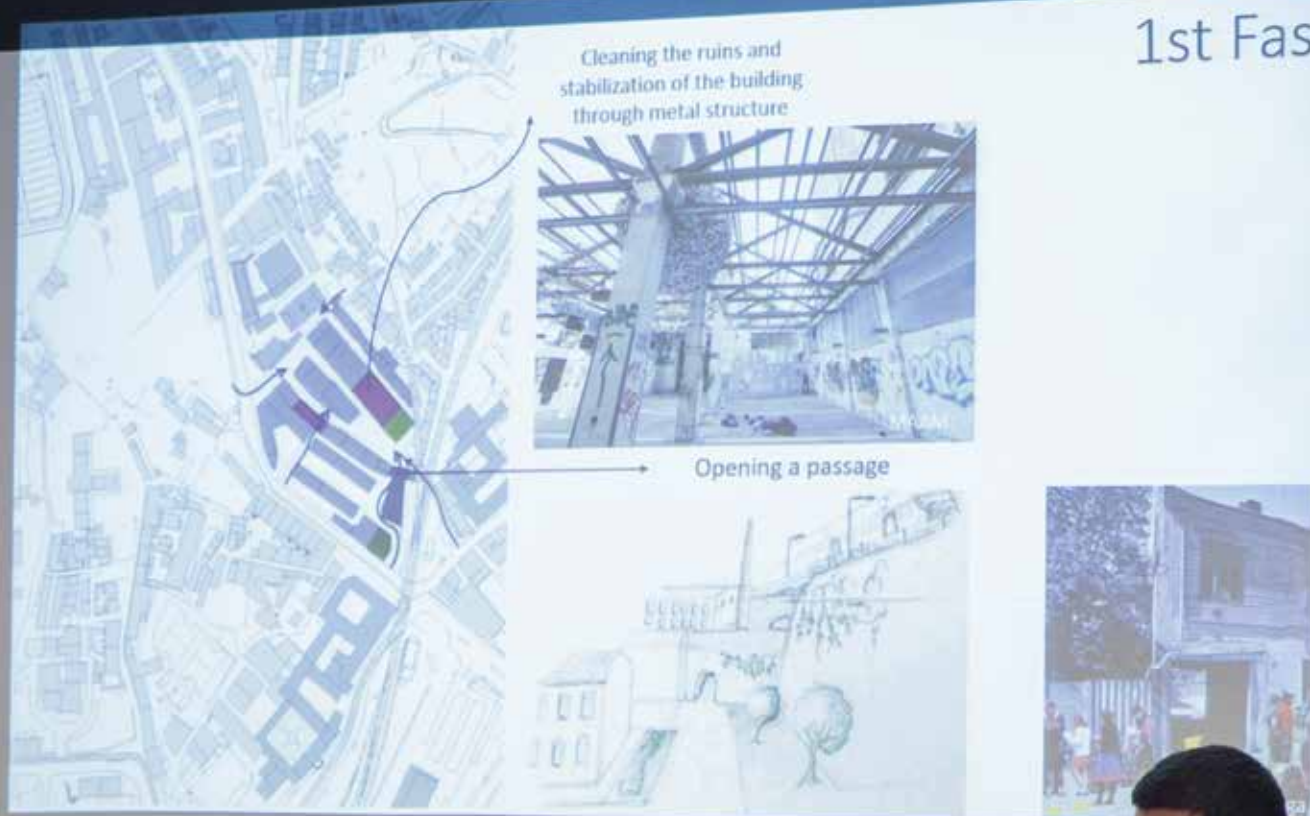 1st Fas
Cleaning the ruins and
stabilization of the building
through metal structure
Opening a passage